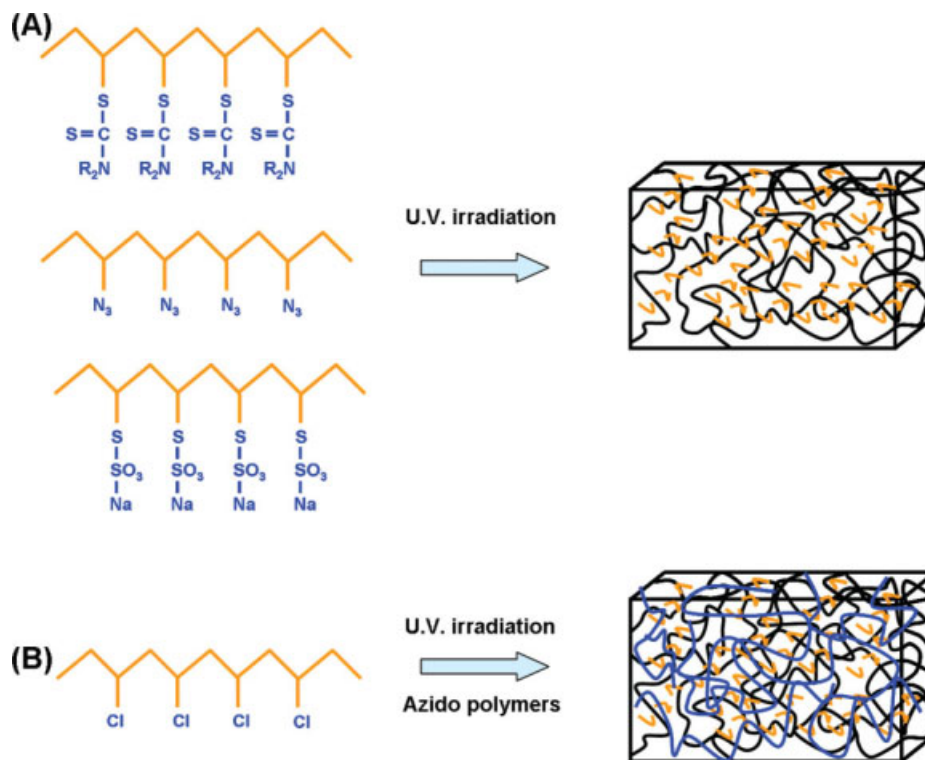 (A)
S S S S
S=C S=C S=C S=C
R2N R2N R2N R2N
U.V. irradiation
N3 N3 N3 N3
S S S S
SO3 SO3 SO3 SO3
Na Na Na Na
U.V. irradiation
(B)
Azido polymers
Cl Cl Cl Cl